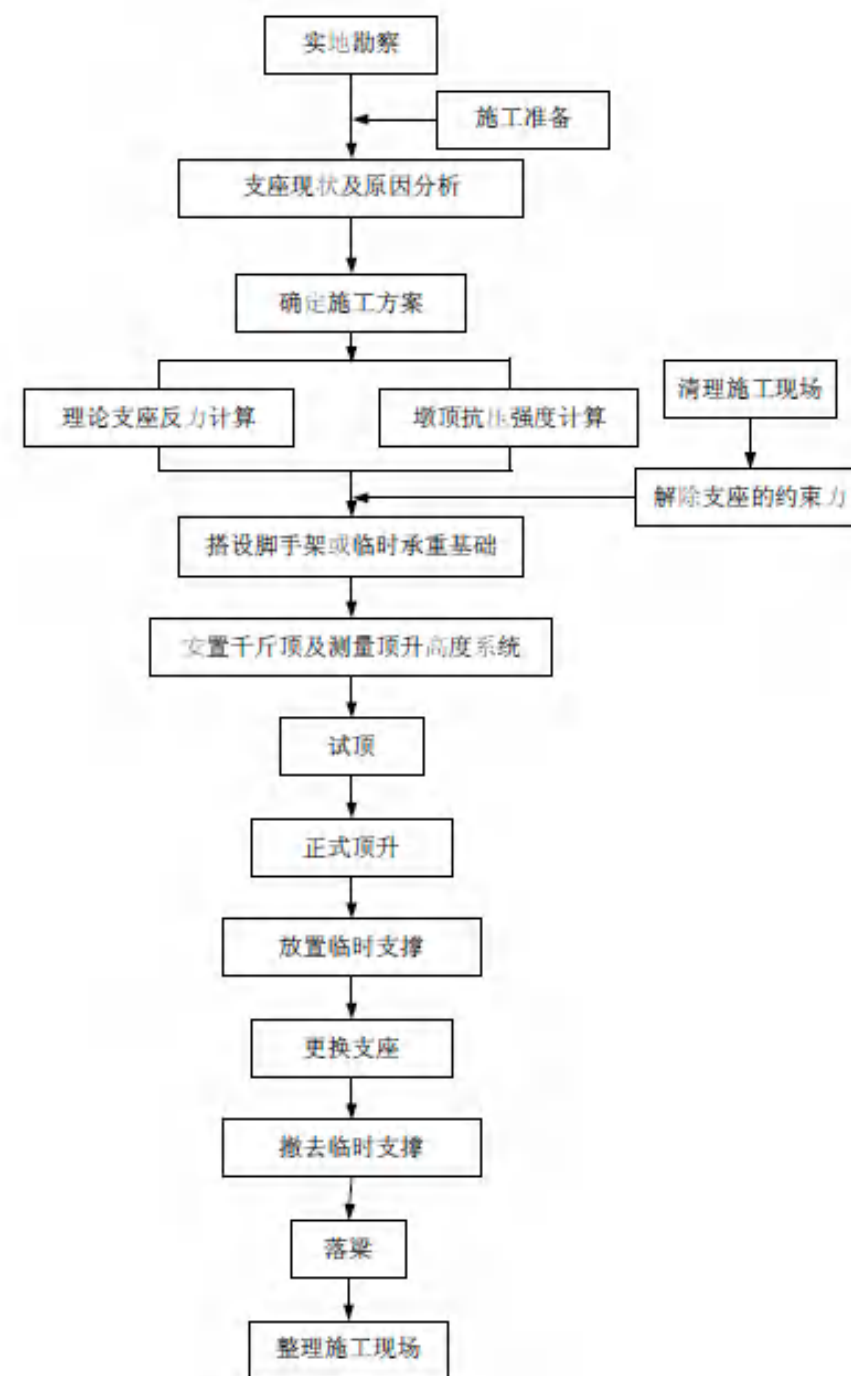 实地勘察
施工准备
支座现状及原因分析
确定施工方案
理论支座反力计算
墩顶抗压强度计算
清理施工现场
解除支座的约束力
搭设脚手架或临时承重基础
安置千斤顶及测量顶升高度系统
试顶
正式顶升
放置临时支撑
更换支座
撤去临时支撑
落梁
整理施工现场